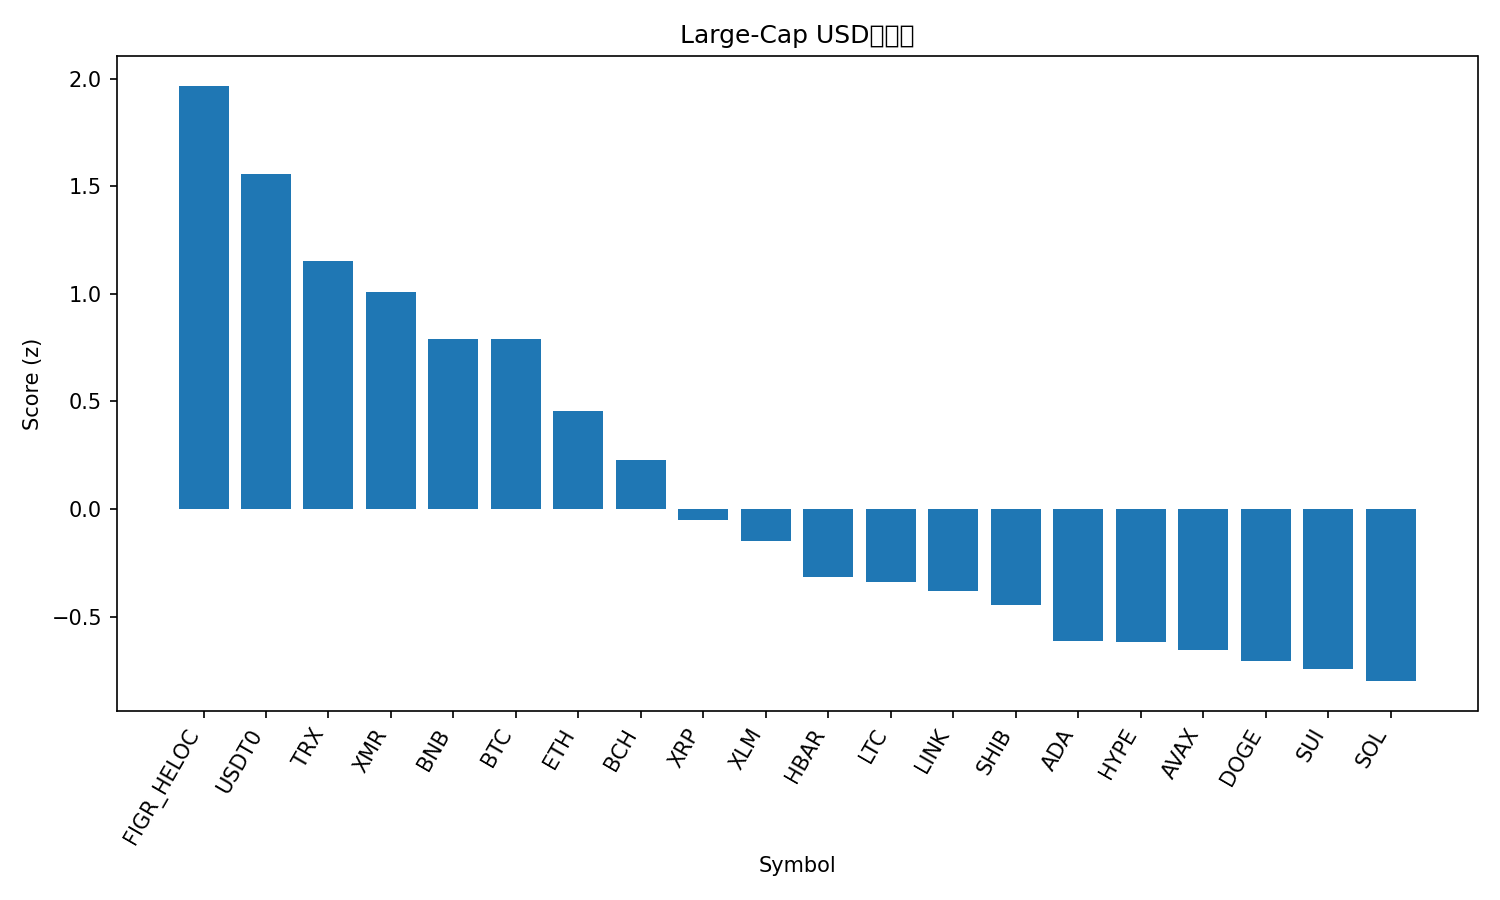 Large-Cap USD
Score (z)
2.0
1.5
1.0
0.5
0.0
−0.5
FIGR_HELOC
USDT0
TRX
XMR
BNB
BTC
ETH
BCH
XRP
XLM
HBAR
LTC
LINK
SHIB
ADA
HYPE
AVAX
DOGE
SUI
SOL
Symbol